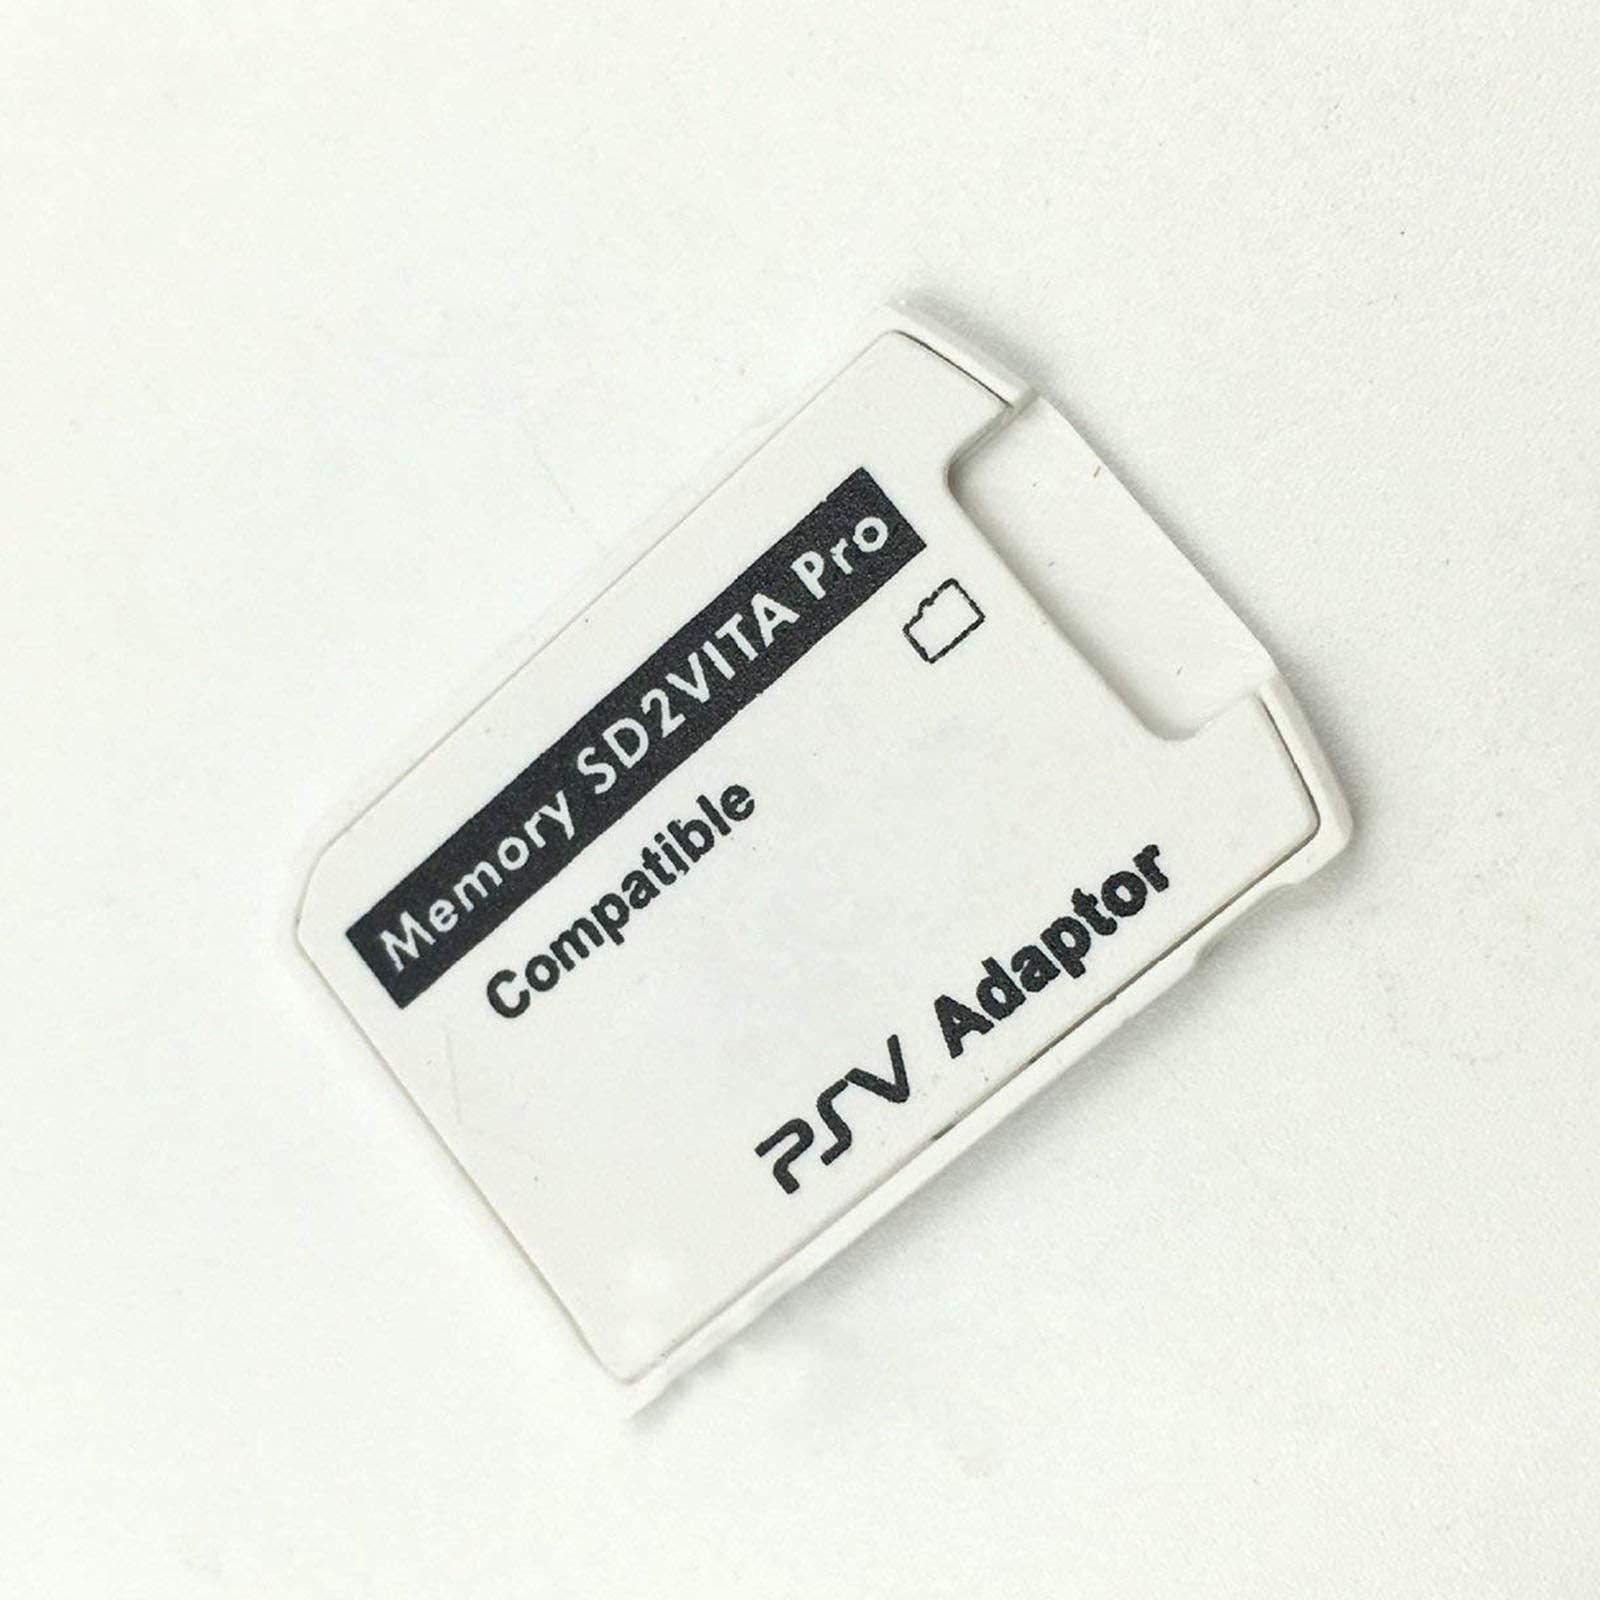 Memory SD2VITA Pro
Compatible
PSV Adaptor